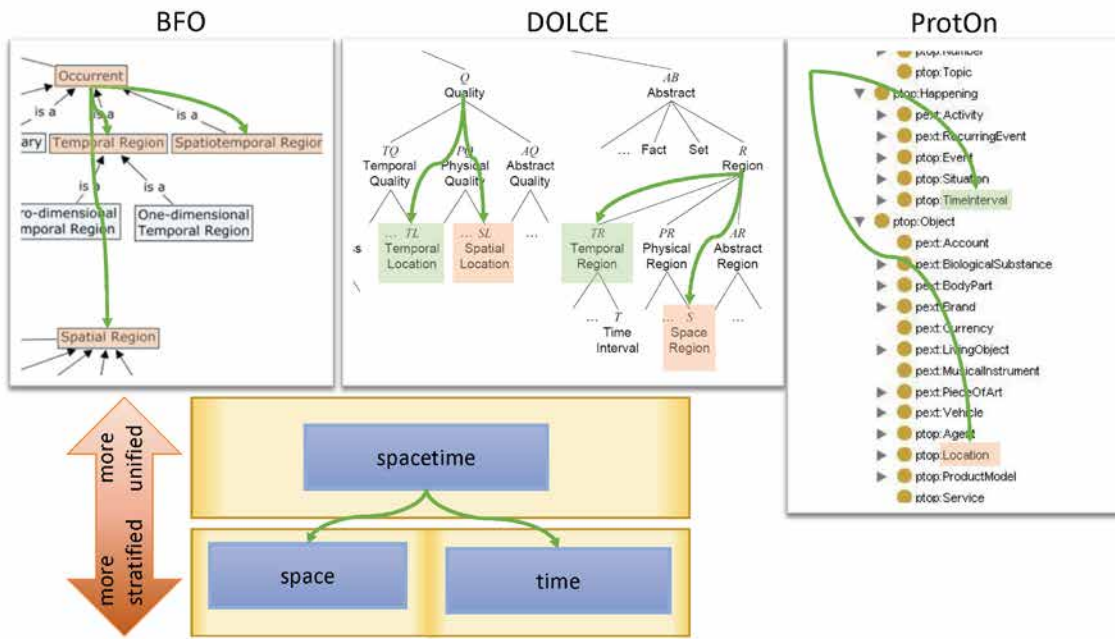 BFO
Occurrent
is a
is a
ary
Temporal Region
Spatiotemporal Region
is a
is a
ro-dimensional
mporal Region
One-dimensional
Temporal Region
Spatial Region
DOLCE
Q
Quality
AB
Abstract
TQ
Temporal
Quality
PQ
Physical
Quality
AQ
Abstract
Quality
… Fact Set
R
Region
ss
… TL
Temporal
Location
… SL
Spatial
Location
…
TR
Temporal
Region
PR
Physical
Region
AR
Abstract
Region
… T
Time
Interval
… S
Space
Region
…
ProtOn
ptop:Number
ptop:Topic
ptop:Happening
pext:Activity
pext:RecurringEvent
ptop:Event
ptop:Situation
ptop:TimeInterval
ptop:Object
pext:Account
pext:BiologicalSubstance
pext:BodyPart
pext:Brand
pext:Currency
pext:LivingObject
pext:MusicalInstrument
pext:PieceOfArt
pext:Vehicle
ptop:Agent
ptop:Location
ptop:ProductModel
ptop:Service
more
unified
more
stratified
spacetime
space
time